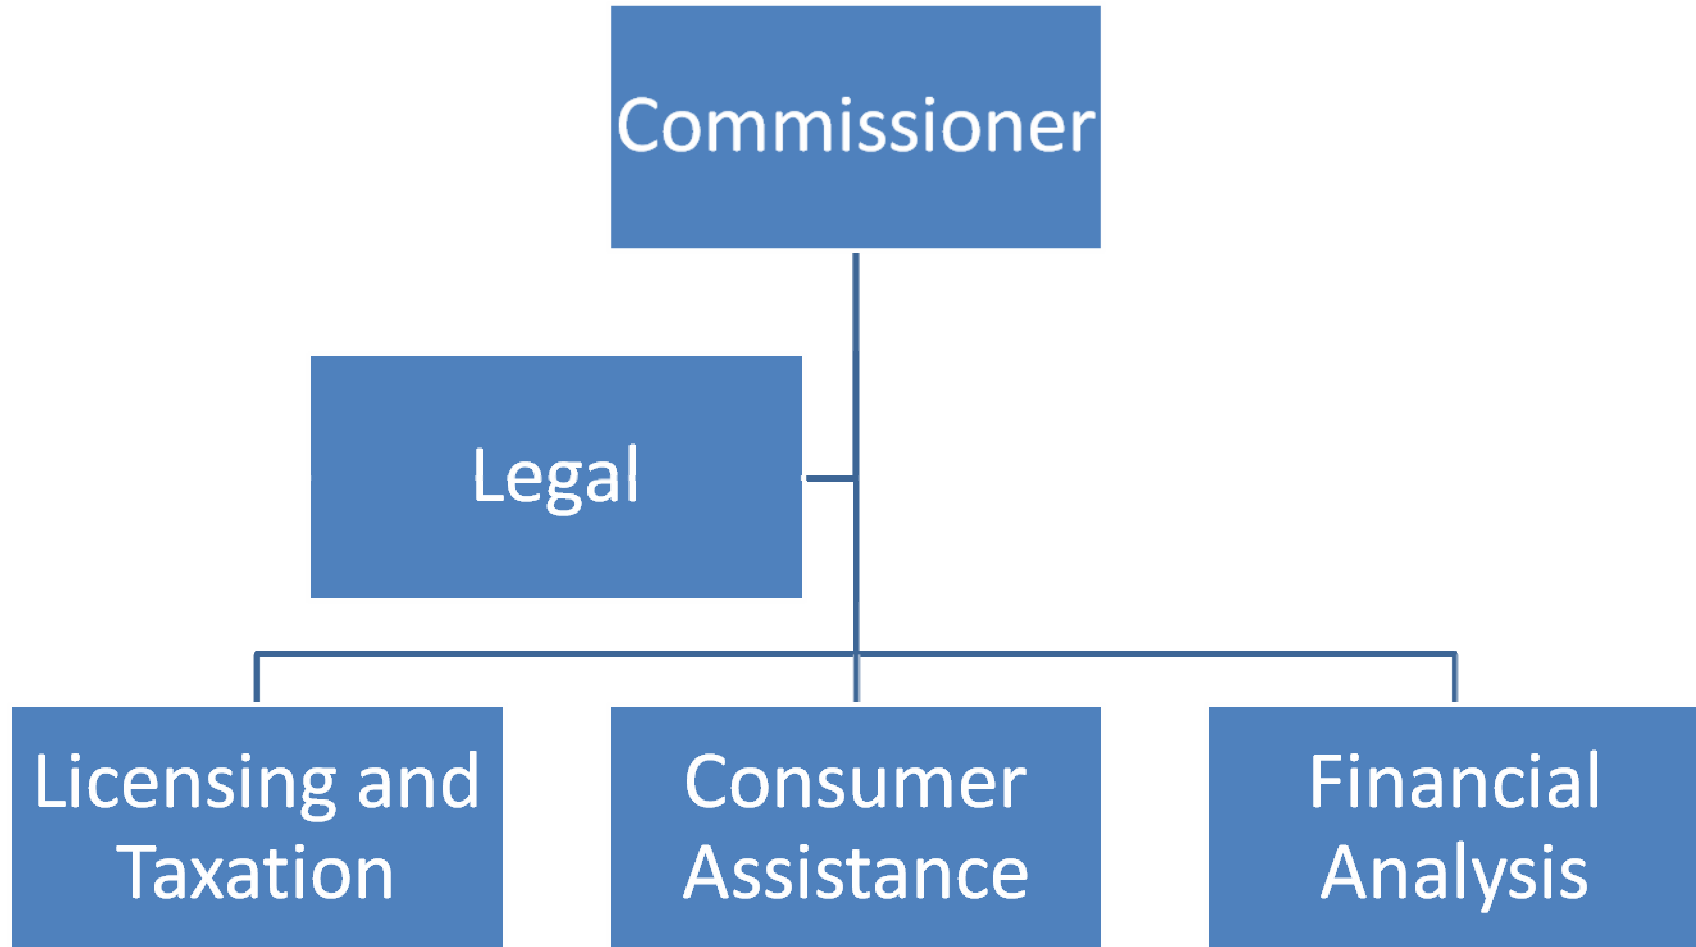 Commissioner
Legal
Licensing and
Taxation
Consumer
Assistance
Financial
Analysis